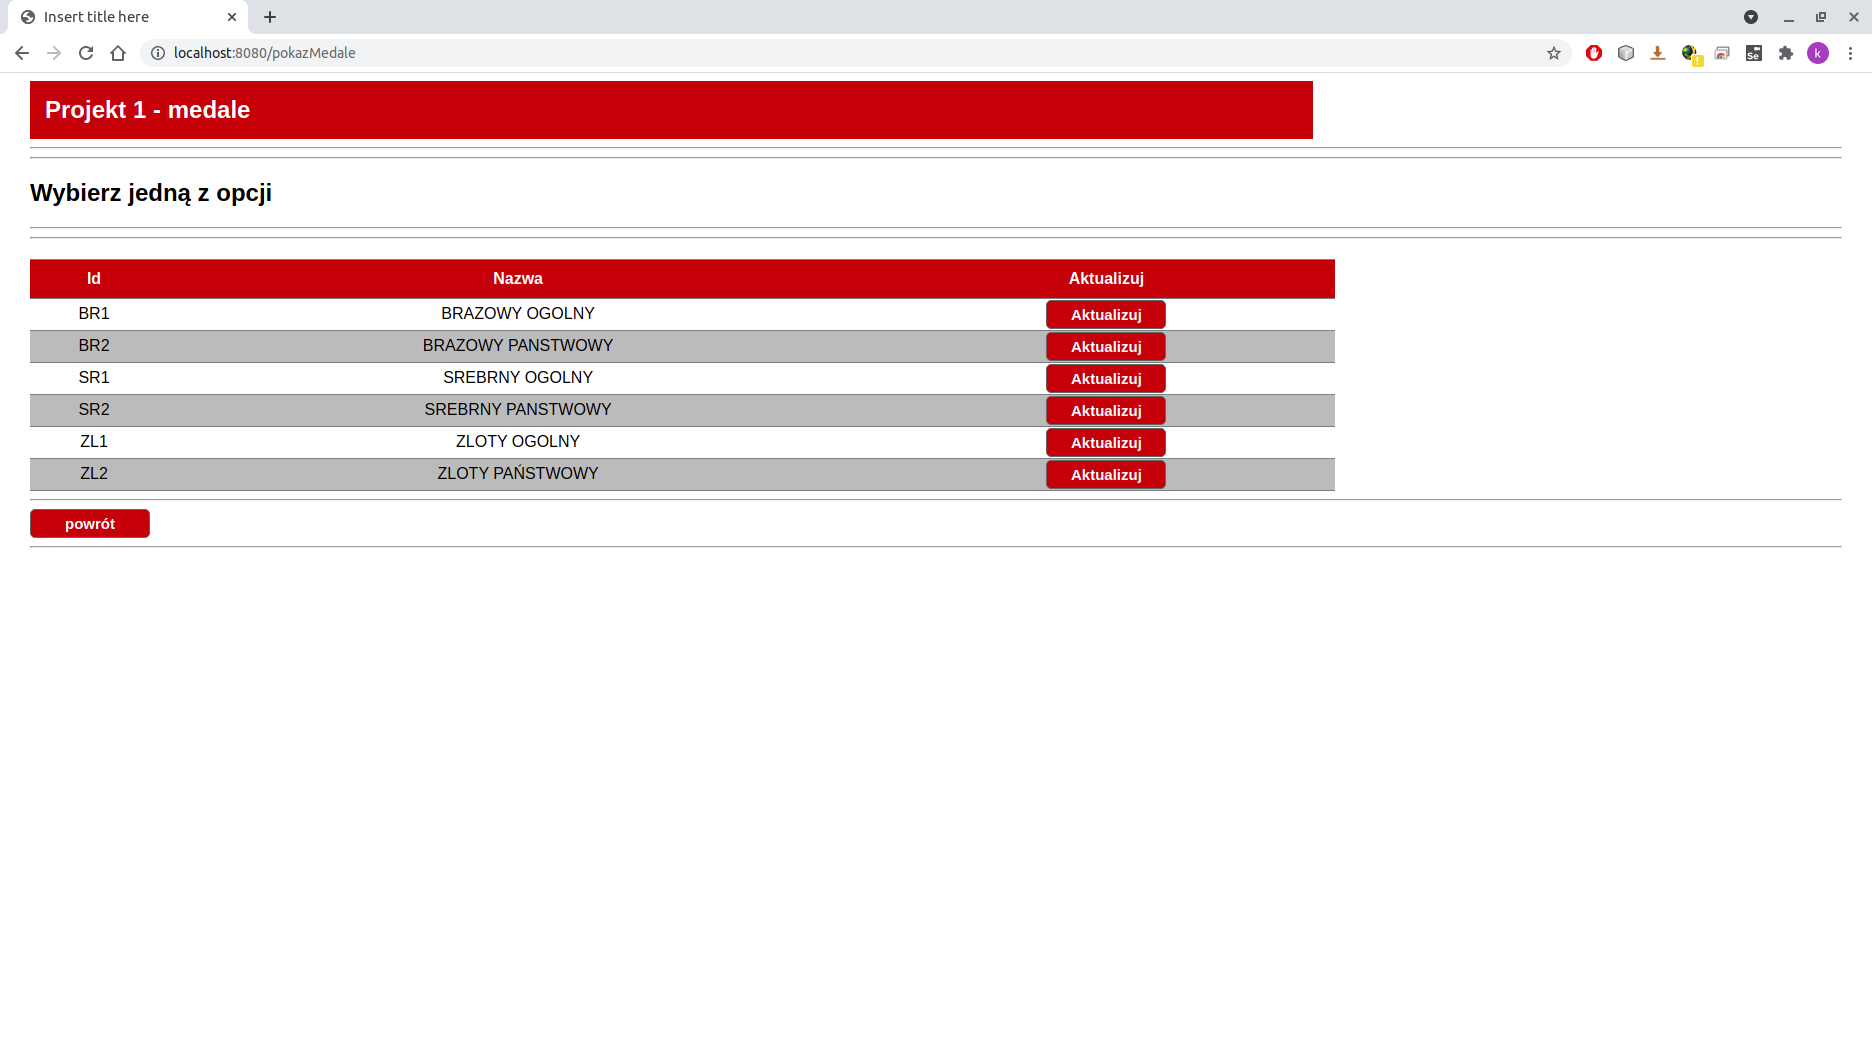 Insert title here
localhost:8080/pokazMedale
Se
k
Projekt 1 - medale
Wybierz jedną z opcji
Id Nazwa Aktualizuj
BR1 BRAZOWY OGOLNY Aktualizuj
BR2 BRAZOWY PANSTWOWY Aktualizuj
SR1 SREBRNY OGOLNY Aktualizuj
SR2 SREBRNY PANSTWOWY Aktualizuj
ZL1 ZLOTY OGOLNY Aktualizuj
ZL2 ZLOTY PAŃSTWOWY Aktualizuj
powrót